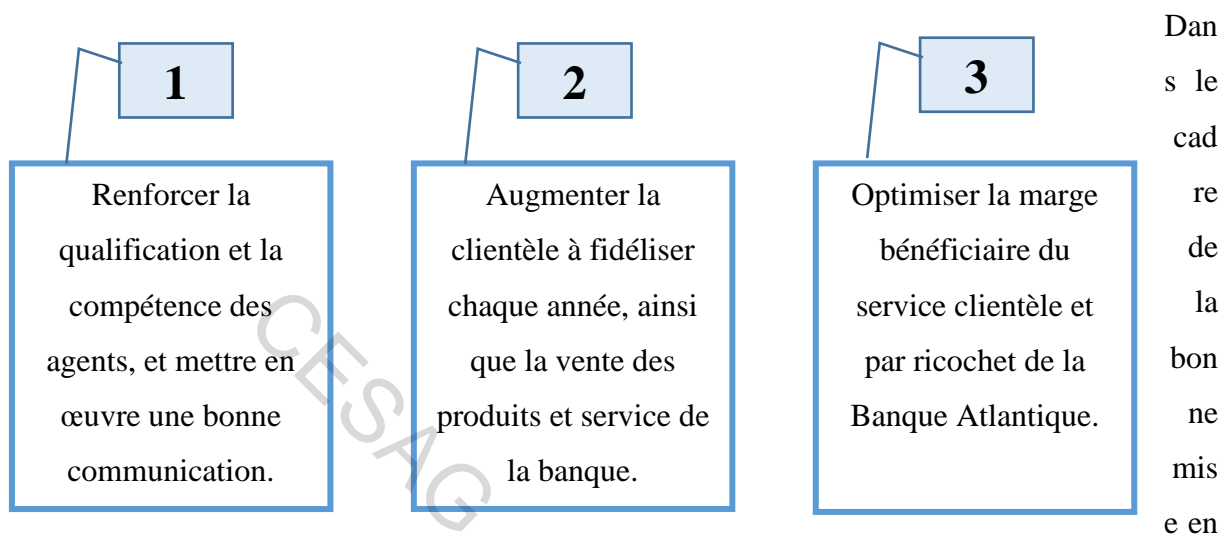 1
Renforcer la
qualification et la
compétence des
agents, et mettre en
œuvre une bonne
communication.
2
Augmenter la
clientèle à fidéliser
chaque année, ainsi
que la vente des
produits et service de
la banque.
3
Optimiser la marge
bénéficiaire du
service clientèle et
par ricochet de la
Banque Atlantique.
Dan
s le
cad
re
de
la
bon
ne
mis
e en
CESAG